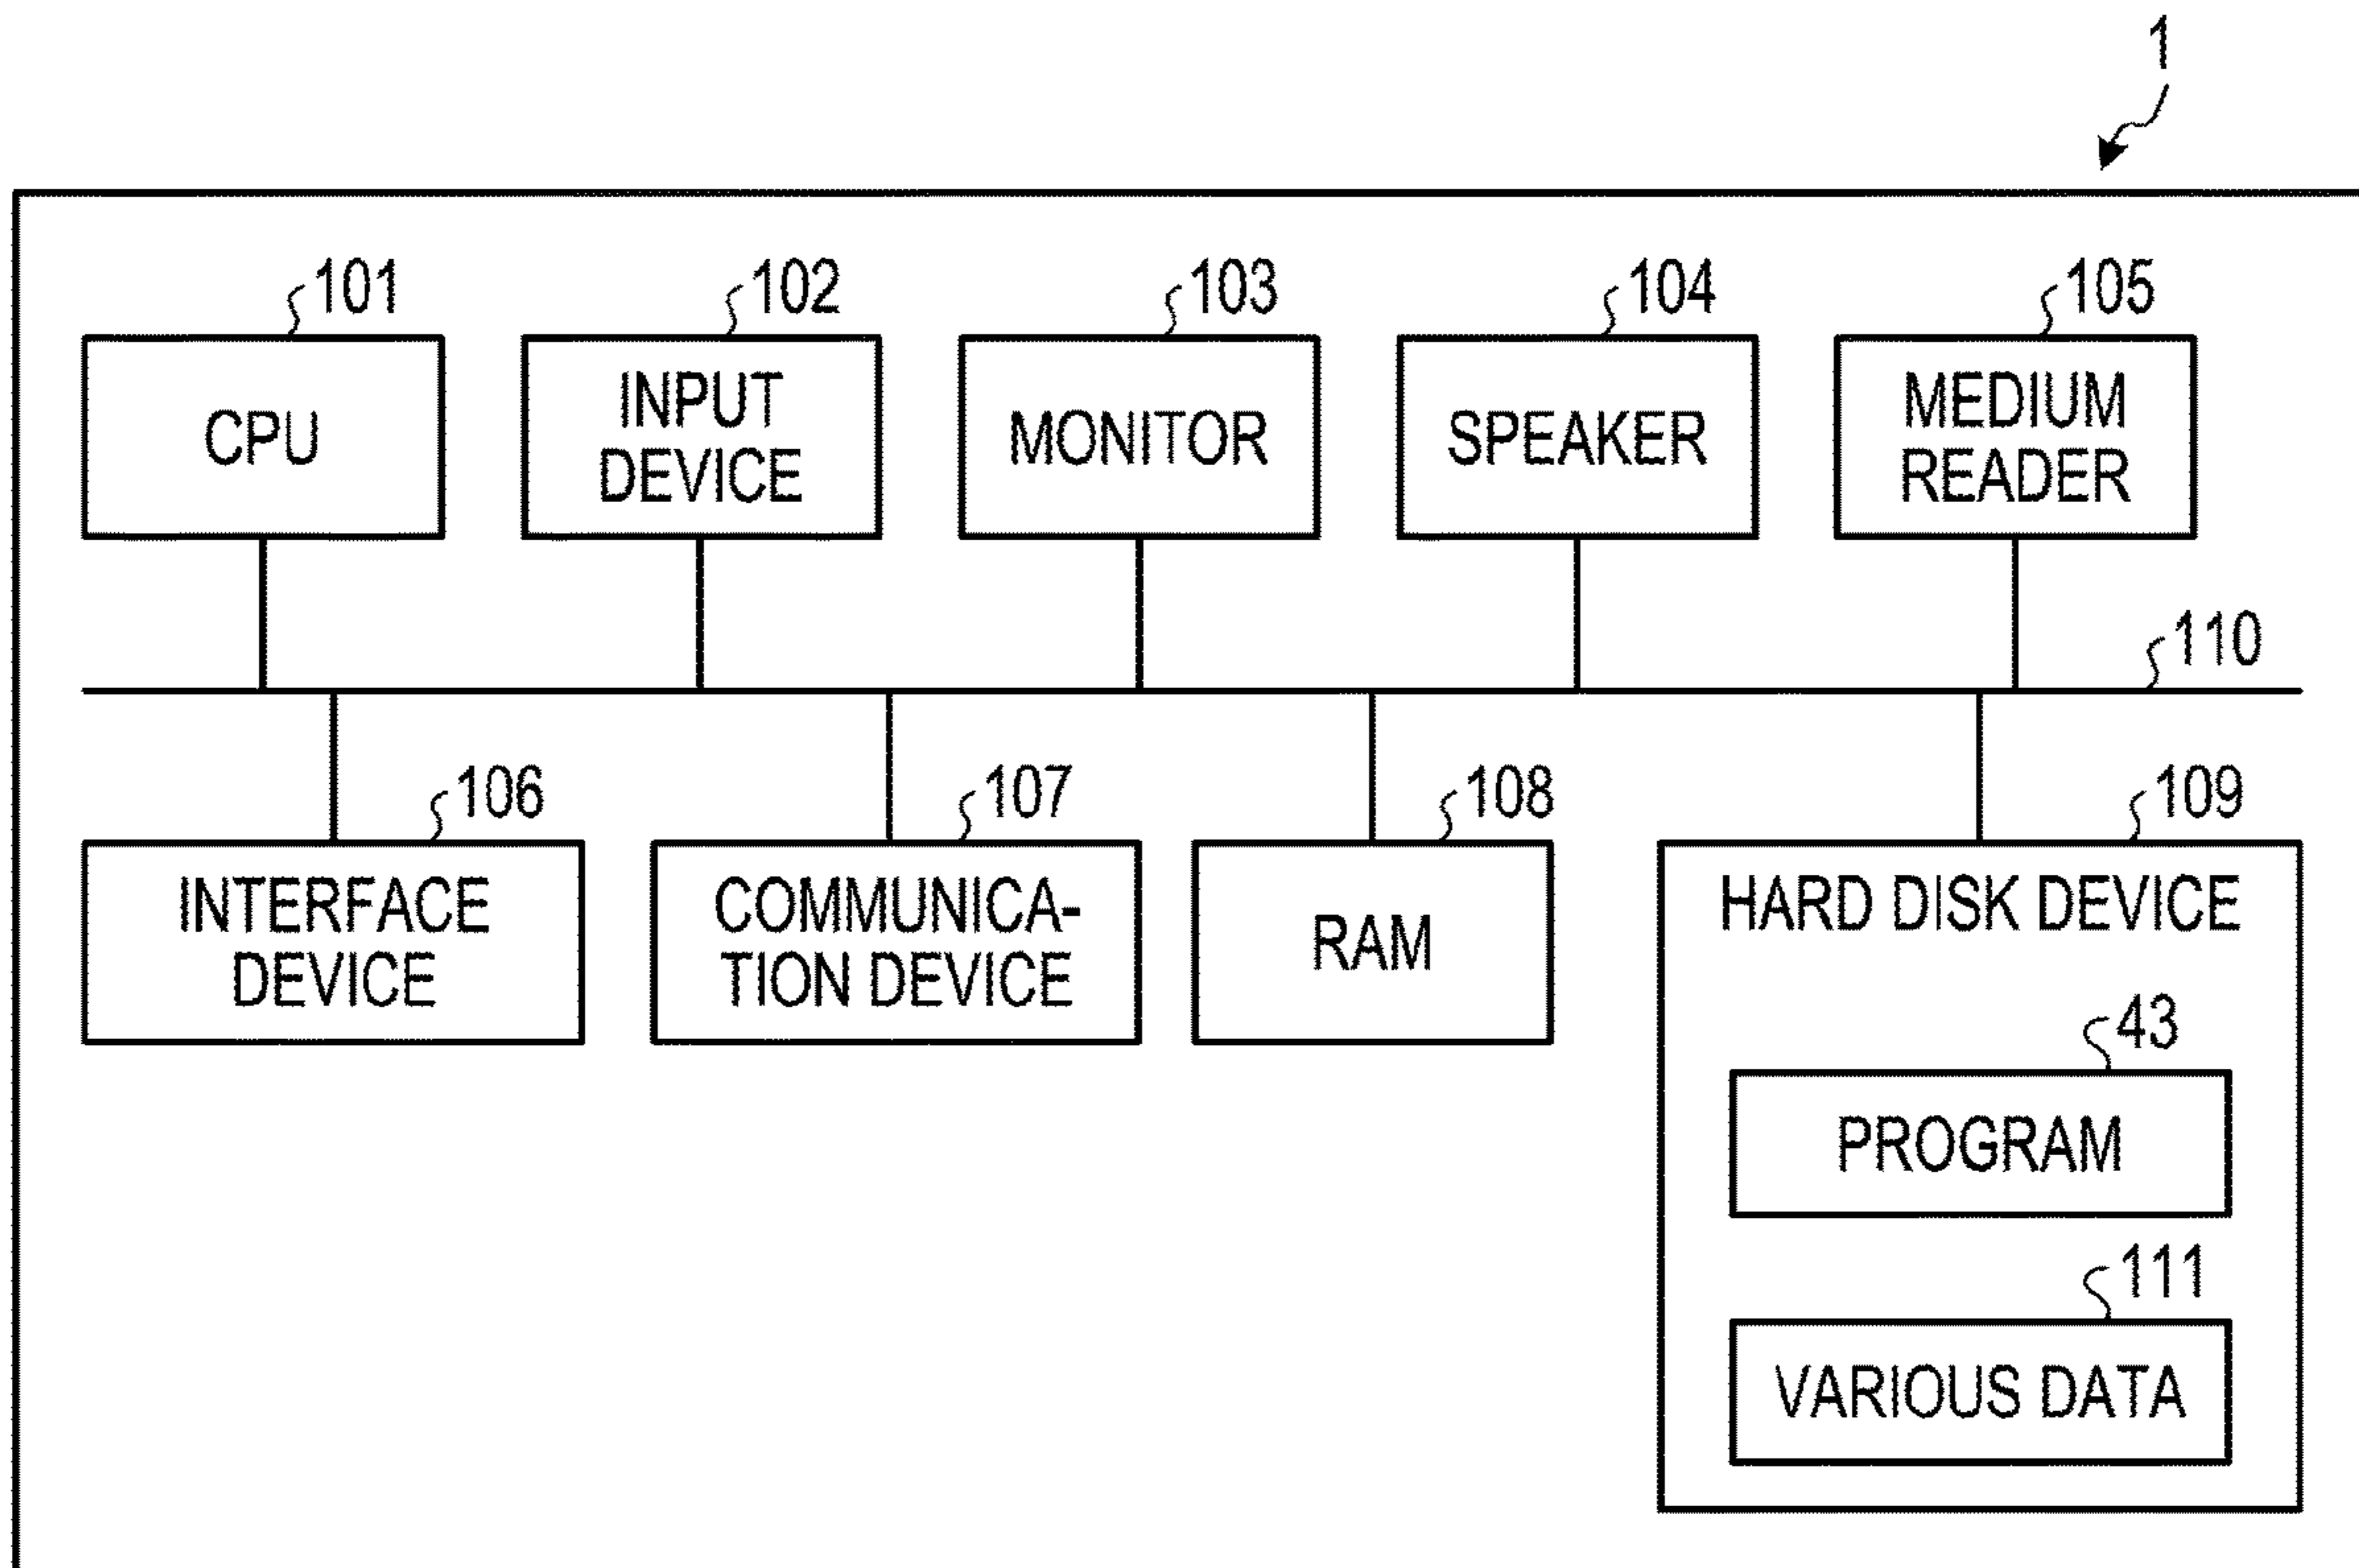 1
101
102
103
104
105
CPU
INPUT
DEVICE
MONITOR
SPEAKER
MEDIUM
READER
110
106
107
108
109
INTERFACE
DEVICE
COMMUNICA-
TION DEVICE
RAM
HARD DISK DEVICE
43
PROGRAM
111
VARIOUS DATA